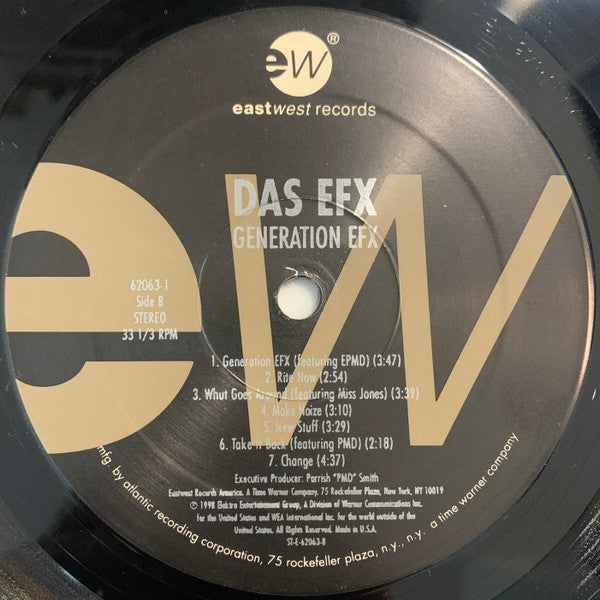 ew®
eastwest records
ew
DAS EFX
GENERATION EFX
62063-1
Side B
STEREO
33 1/3 RPM
1. Generation EFX (featuring EPMD) (3:47)
2. Rite Now (2:54)
3. Whut Goes Around (featuring Miss Jones) (3:39)
4. Make Noize (3:10)
5. New Stuff (3:29)
6. Take It Back (featuring PMD) (2:18)
7. Change (4:37)
Executive Producer: Parrish "PMD" Smith
Eastwest Records America. A Time Warner Company. 75 Rockefeller Plaza, New York, NY 10019
℗ © 1998 Elektra Entertainment Group, A Division of Warner Communications Inc.
For the United States and WEA International Inc. for the world outside of the
United States. All Rights Reserved. Made in U.S.A.
ST-E-62063-B
mfg. by atlantic recording corporation, 75 rockefeller plaza, n.y., n.y. a time warner company